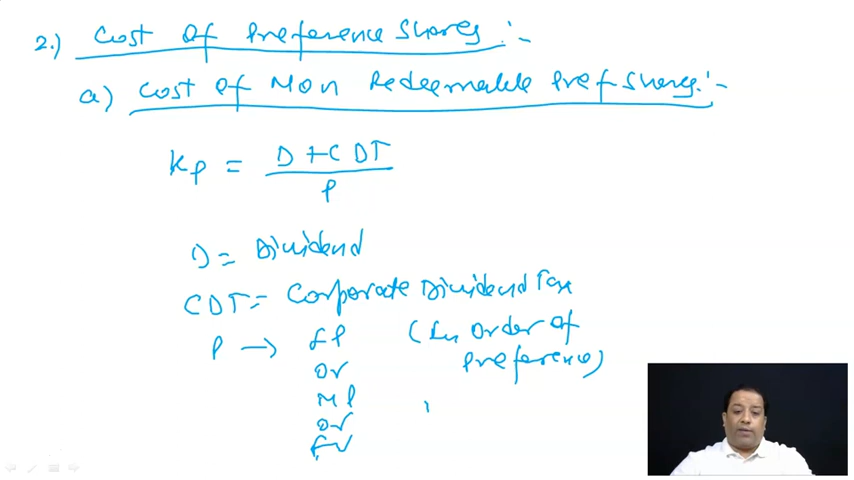 2.) Cost Of Preference Shares :-
a) Cost of Non Redeemable Pref Shares :-
Kp = D + CDT
P
D = Dividend
CDT = Corporate Dividend Tax
P → IP (In Order of
or Preference)
MP
or
FV